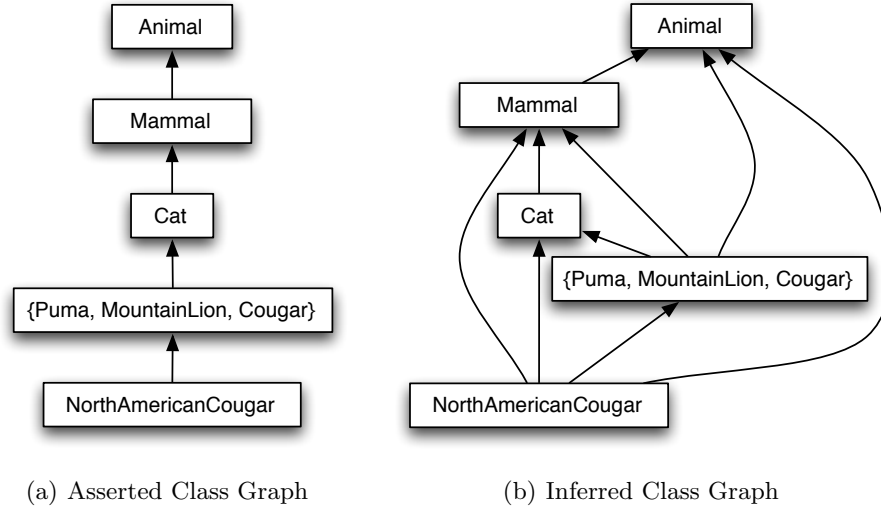 Animal
Mammal
Cat
{Puma, MountainLion, Cougar}
NorthAmericanCougar
(a) Asserted Class Graph
Animal
Mammal
Cat
{Puma, MountainLion, Cougar}
NorthAmericanCougar
(b) Inferred Class Graph